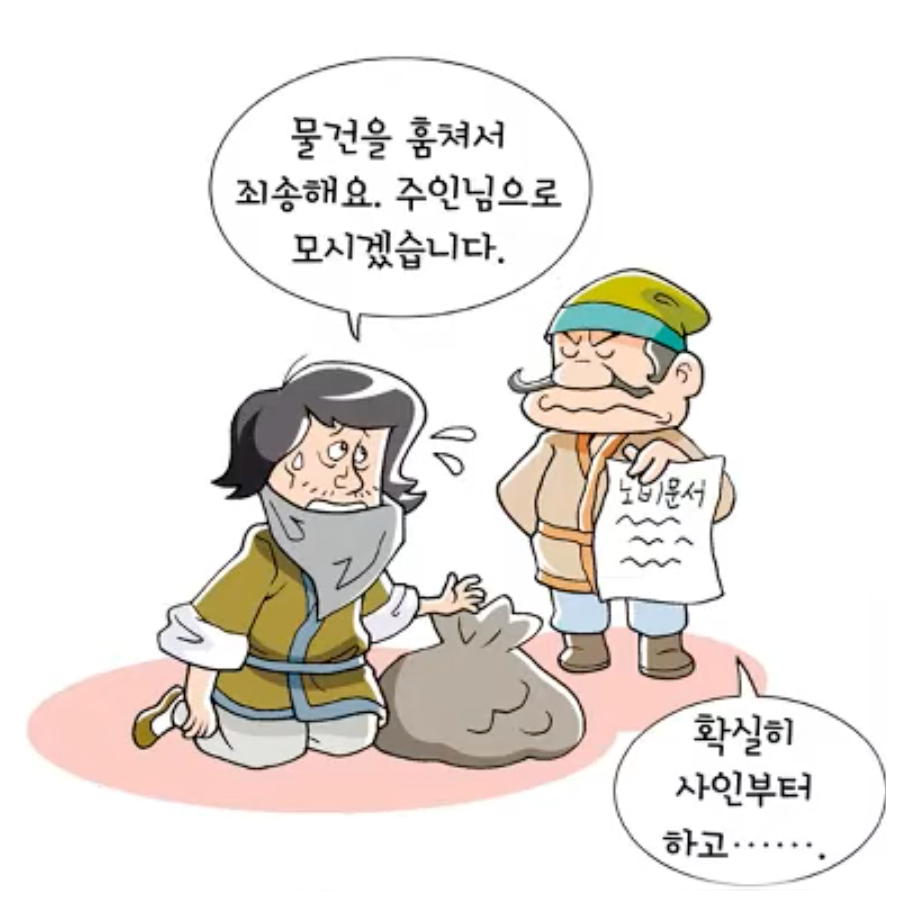 물건을 훔쳐서
죄송해요. 주인님으로
모시겠습니다.
노비문서
확실히
사인부터
하고…….